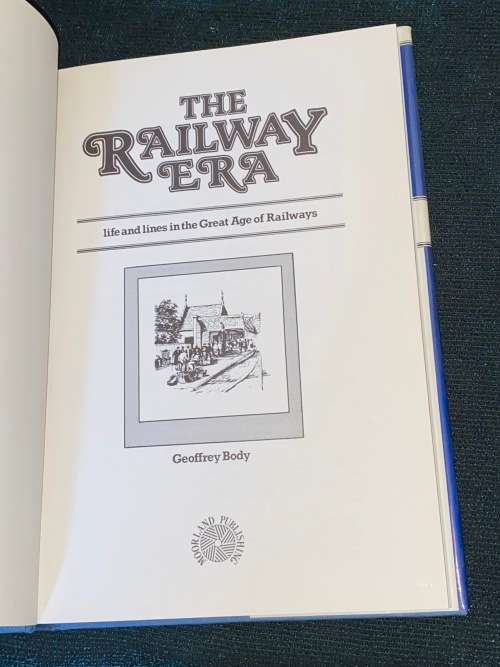 THE
RAILWAY
ERA
life and lines in the Great Age of Railways
Geoffrey Body
MOORLAND PUBLISHING